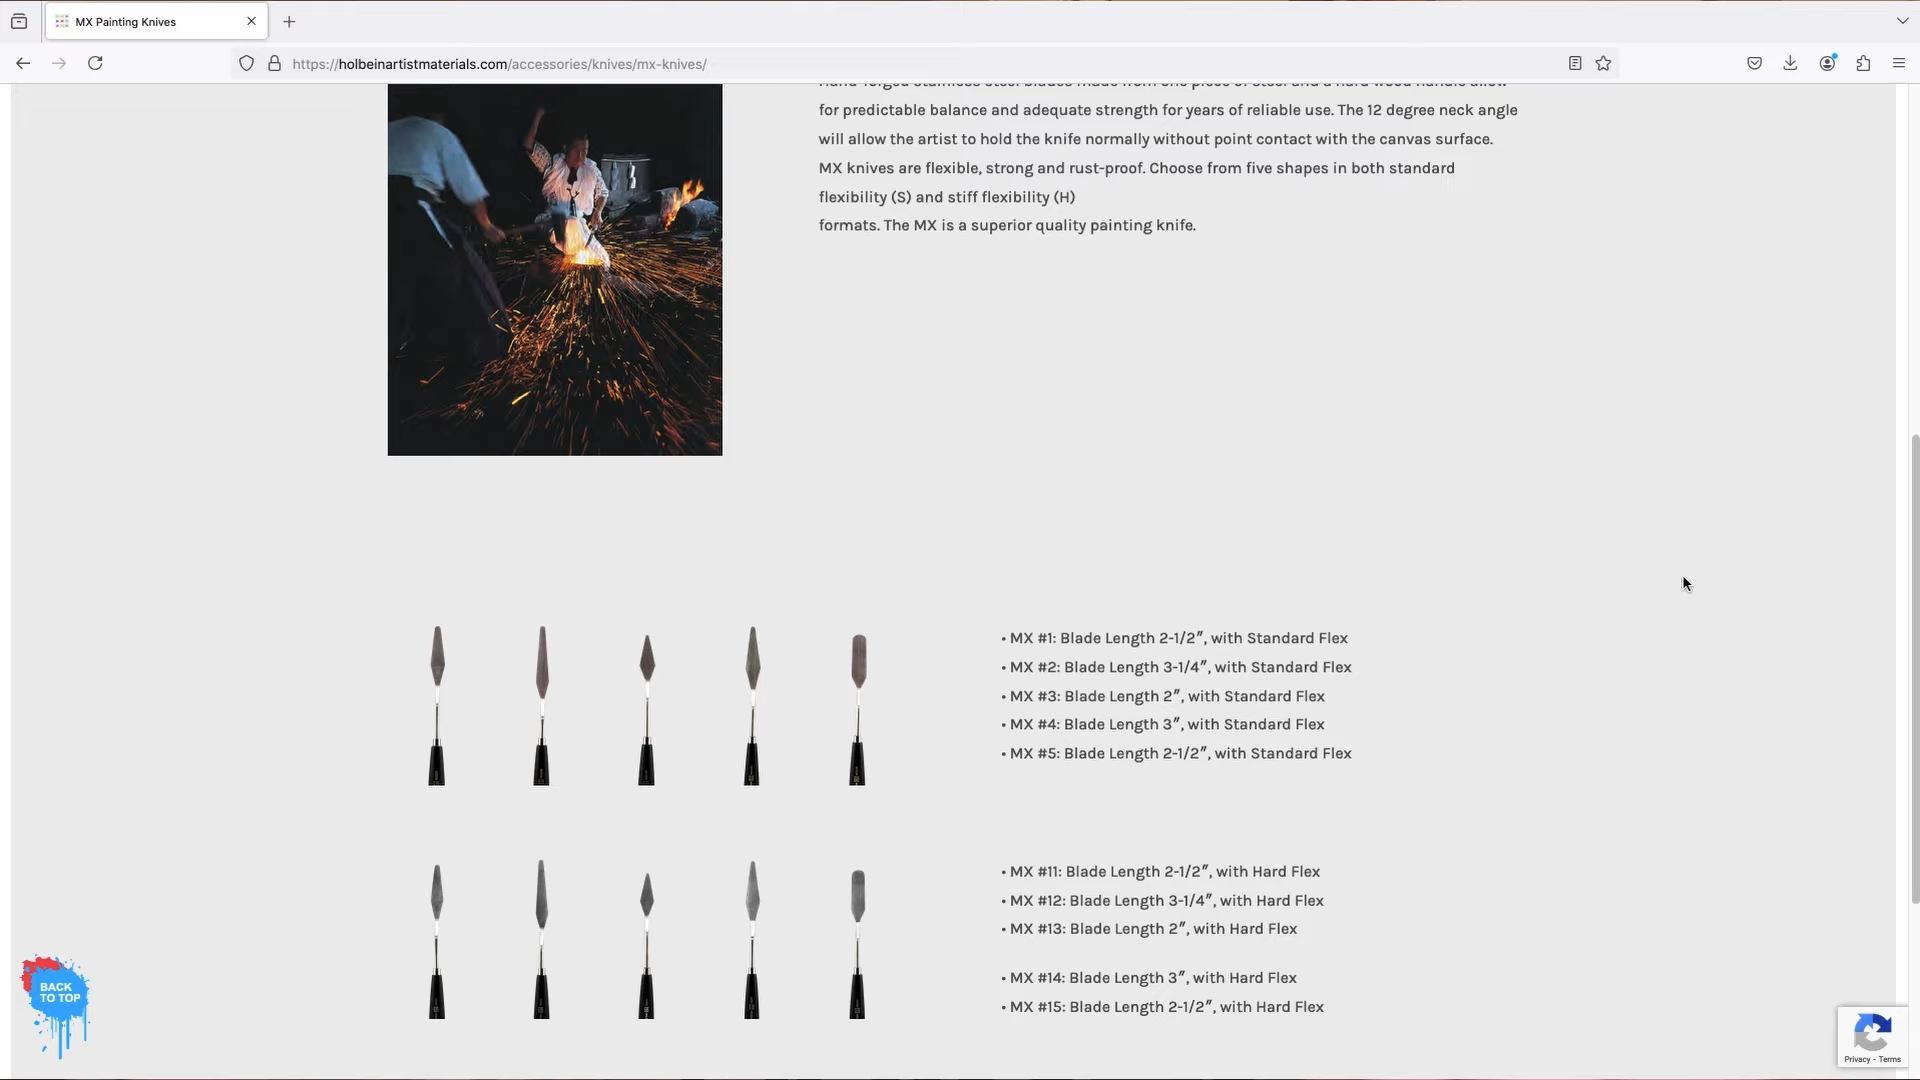 MX Painting Knives
https://holbeinartistmaterials.com/accessories/knives/mx-knives/
for predictable balance and adequate strength for years of reliable use. The 12 degree neck angle
will allow the artist to hold the knife normally without point contact with the canvas surface.
MX knives are flexible, strong and rust-proof. Choose from five shapes in both standard
flexibility (S) and stiff flexibility (H)
formats. The MX is a superior quality painting knife.
• MX #1: Blade Length 2-1/2″, with Standard Flex
• MX #2: Blade Length 3-1/4″, with Standard Flex
• MX #3: Blade Length 2″, with Standard Flex
• MX #4: Blade Length 3″, with Standard Flex
• MX #5: Blade Length 2-1/2″, with Standard Flex
• MX #11: Blade Length 2-1/2″, with Hard Flex
• MX #12: Blade Length 3-1/4″, with Hard Flex
• MX #13: Blade Length 2″, with Hard Flex
• MX #14: Blade Length 3″, with Hard Flex
• MX #15: Blade Length 2-1/2″, with Hard Flex
BACK
TO TOP
Privacy - Terms